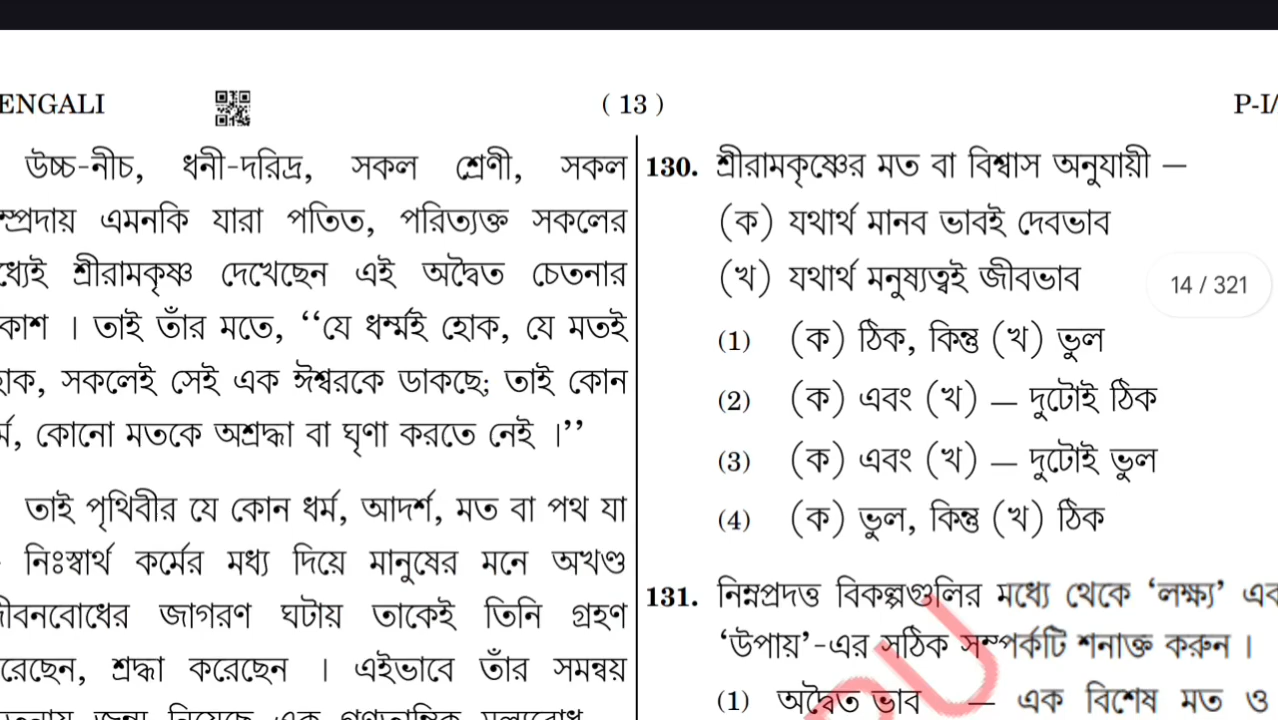 ENGALI
( 13 )
P-I/
উচ্চ-নীচ, ধনী-দরিদ্র, সকল শ্রেণী, সকল
ম্প্রদায় এমনকি যারা পতিত, পরিত্যক্ত সকলের
ধ্যেই শ্রীরামকৃষ্ণ দেখেছেন এই অদ্বৈত চেতনার
কাশ । তাই তাঁর মতে, ‘‘যে ধর্ম্মই হোক, যে মতই
হোক, সকলেই সেই এক ঈশ্বরকে ডাকছে; তাই কোন
র্ম, কোনো মতকে অশ্রদ্ধা বা ঘৃণা করতে নেই ।’’
তাই পৃথিবীর যে কোন ধর্ম, আদর্শ, মত বা পথ যা
নিঃস্বার্থ কর্মের মধ্য দিয়ে মানুষের মনে অখণ্ড
জীবনবোধের জাগরণ ঘটায় তাকেই তিনি গ্রহণ
রেছেন, শ্রদ্ধা করেছেন । এইভাবে তাঁর সমন্বয়
130. শ্রীরামকৃষ্ণের মত বা বিশ্বাস অনুযায়ী —
(ক) যথার্থ মানব ভাবই দেবভাব
(খ) যথার্থ মনুষ্যত্বই জীবভাব
14 / 321
(1) (ক) ঠিক, কিন্তু (খ) ভুল
(2) (ক) এবং (খ) — দুটোই ঠিক
(3) (ক) এবং (খ) — দুটোই ভুল
(4) (ক) ভুল, কিন্তু (খ) ঠিক
131. নিম্নপ্রদত্ত বিকল্পগুলির মধ্যে থেকে ‘লক্ষ্য’ এব
‘উপায়’-এর সঠিক সম্পর্কটি শনাক্ত করুন ।
(1) অদ্বৈত ভাব — এক বিশেষ মত ও